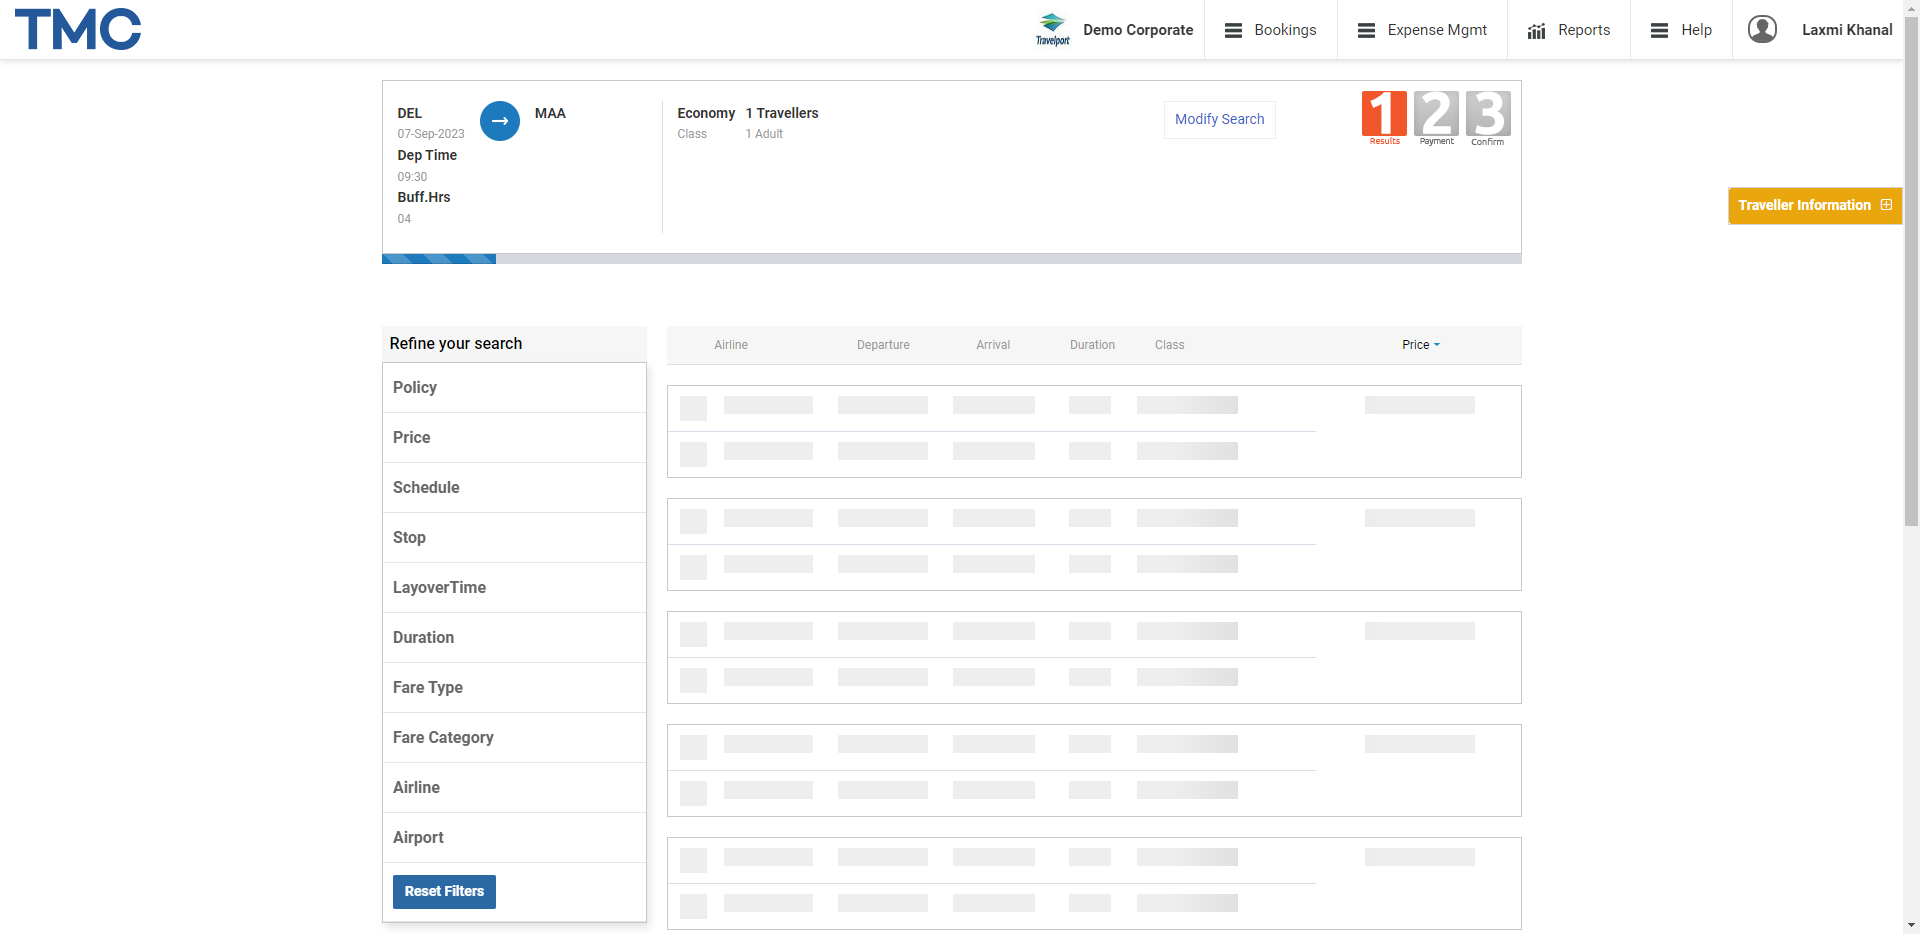 TMC
Travelport
Demo Corporate
Bookings
Expense Mgmt
Reports
Help
Laxmi Khanal
DEL
07-Sep-2023
Dep Time
09:30
Buff.Hrs
04
MAA
Economy
Class
1 Travellers
1 Adult
Modify Search
1
Results
2
Payment
3
Confirm
Traveller Information
Refine your search
Policy
Price
Schedule
Stop
LayoverTime
Duration
Fare Type
Fare Category
Airline
Airport
Reset Filters
Airline Departure Arrival Duration Class Price